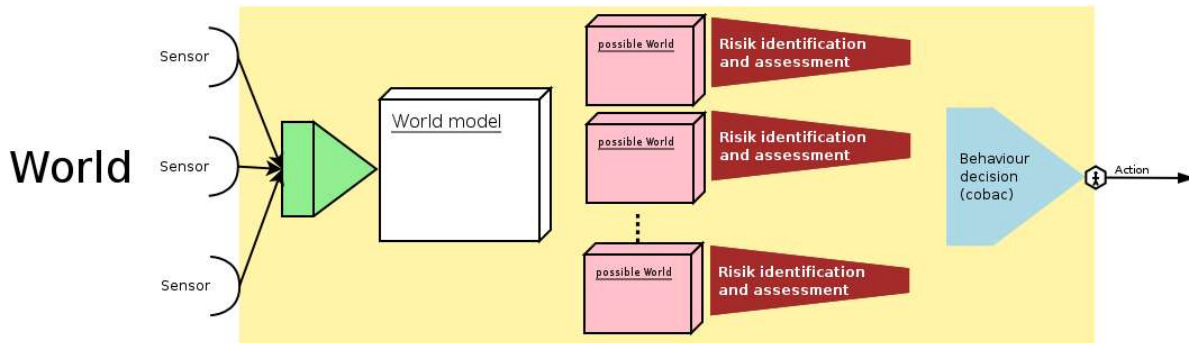 World
Sensor
Sensor
Sensor
World model
possible World
Risik identification
and assessment
possible World
Risik identification
and assessment
possible World
Risik identification
and assessment
Behaviour
decision
(cobac)
Action